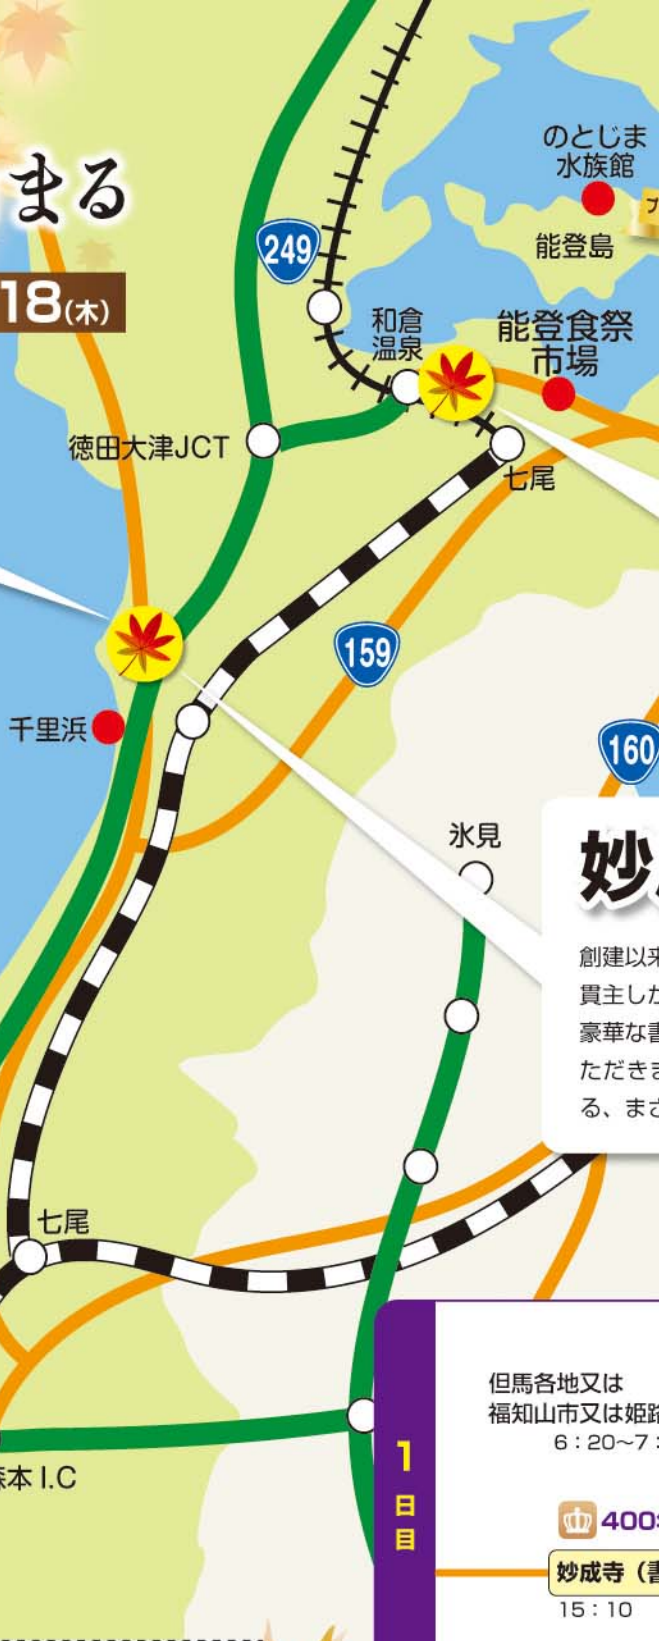 まる
18(木)
249
のとじま
水族館
能登島
和倉
温泉
能登食祭
市場
徳田大津JCT
七尾
159
千里浜
160
氷見
妙
創建以来
貫主しか
豪華な書
ただきま
る、まさ
七尾
本 I.C
1
日
目
但馬各地又は
福知山市又は姫路
6：20～7：
400
妙成寺（書
15：10